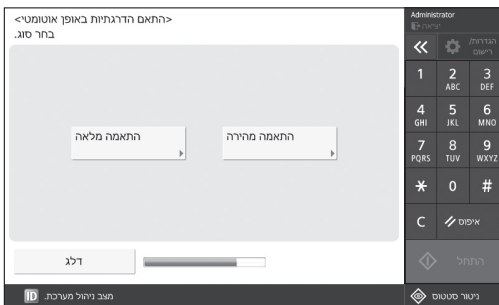 <התאם הדרגתיות באופן אוטומטי>
בחר סוג.
התאמה מלאה
התאמה מהירה
דלג
מצב ניהול מערכת.
Administrator
יציאה
הגדרות/
רישום
1
2 ABC
3 DEF
4 GHI
5 JKL
6 MNO
7 PQRS
8 TUV
9 WXYZ
*
0
#
C
איפוס
התחל
ניטור סטטוס
ID